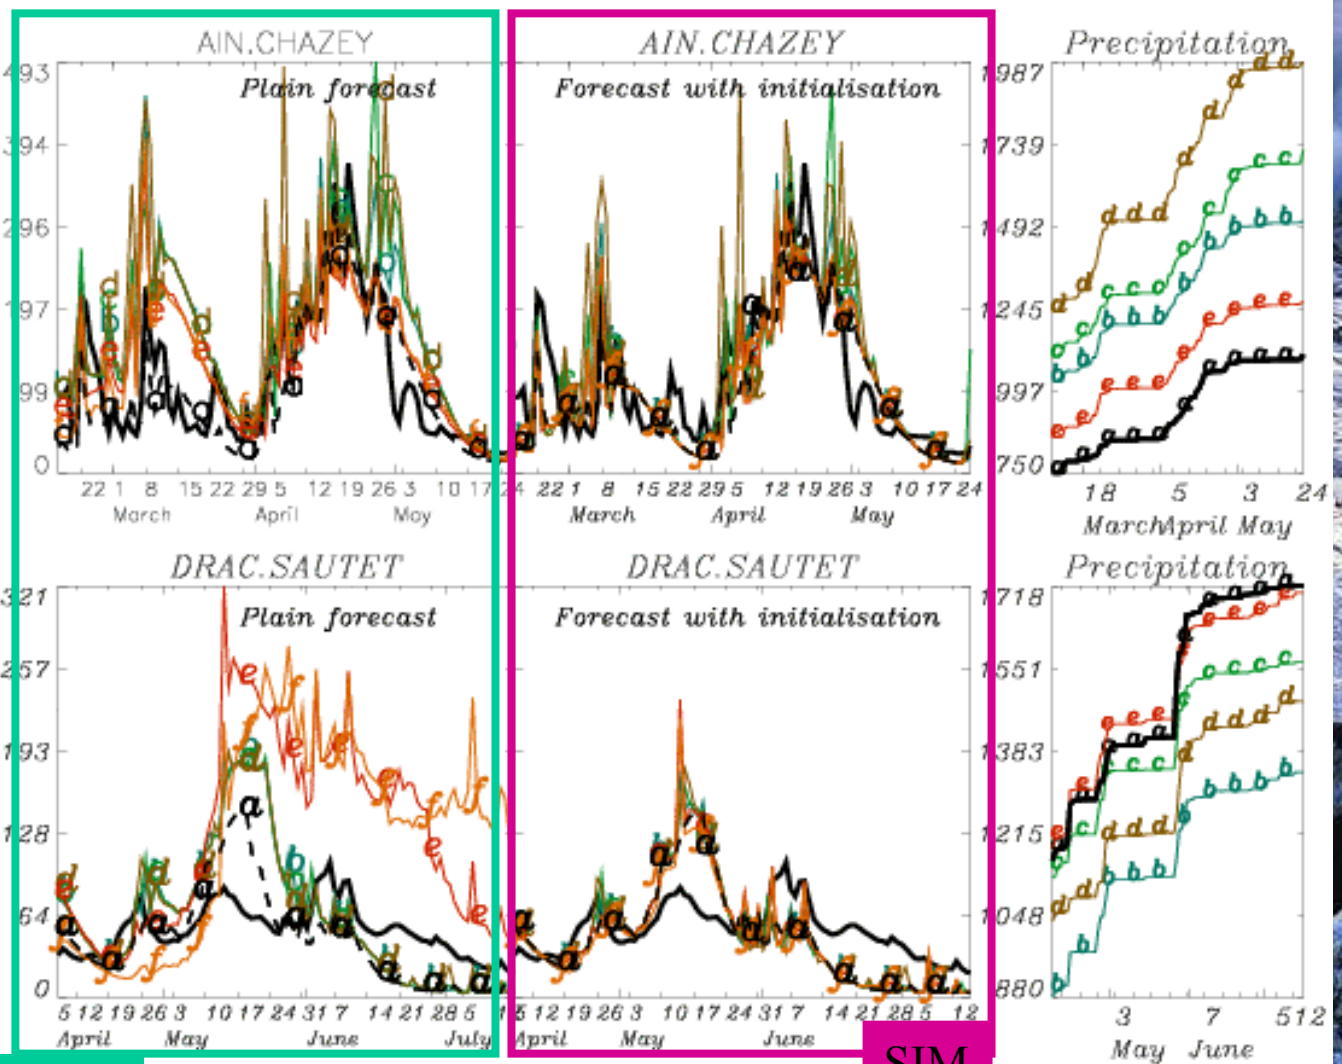 AIN.CHAZEY
AIN.CHAZEY
Precipitation
Plain forecast
Forecast with initialisation
493
394
296
197
99
0
1987
1739
1492
1245
997
750
22 1 8 15 22 29 5 12 19 26 3 10 17 24
March April May
22 1 8 15 22 29 5 12 19 26 3 10 17 24
March April May
18 5 3 24
March April May
DRAC.SAUTET
DRAC.SAUTET
Precipitation
Plain forecast
Forecast with initialisation
321
257
193
128
64
0
1718
1551
1383
1215
1048
880
5 12 19 26 3 10 17 24 31 7 14 21 28 5
April May June July
5 12 19 26 3 10 17 24 31 7 14 21 28 5 12
April May June
3 7 512
May June
SIM